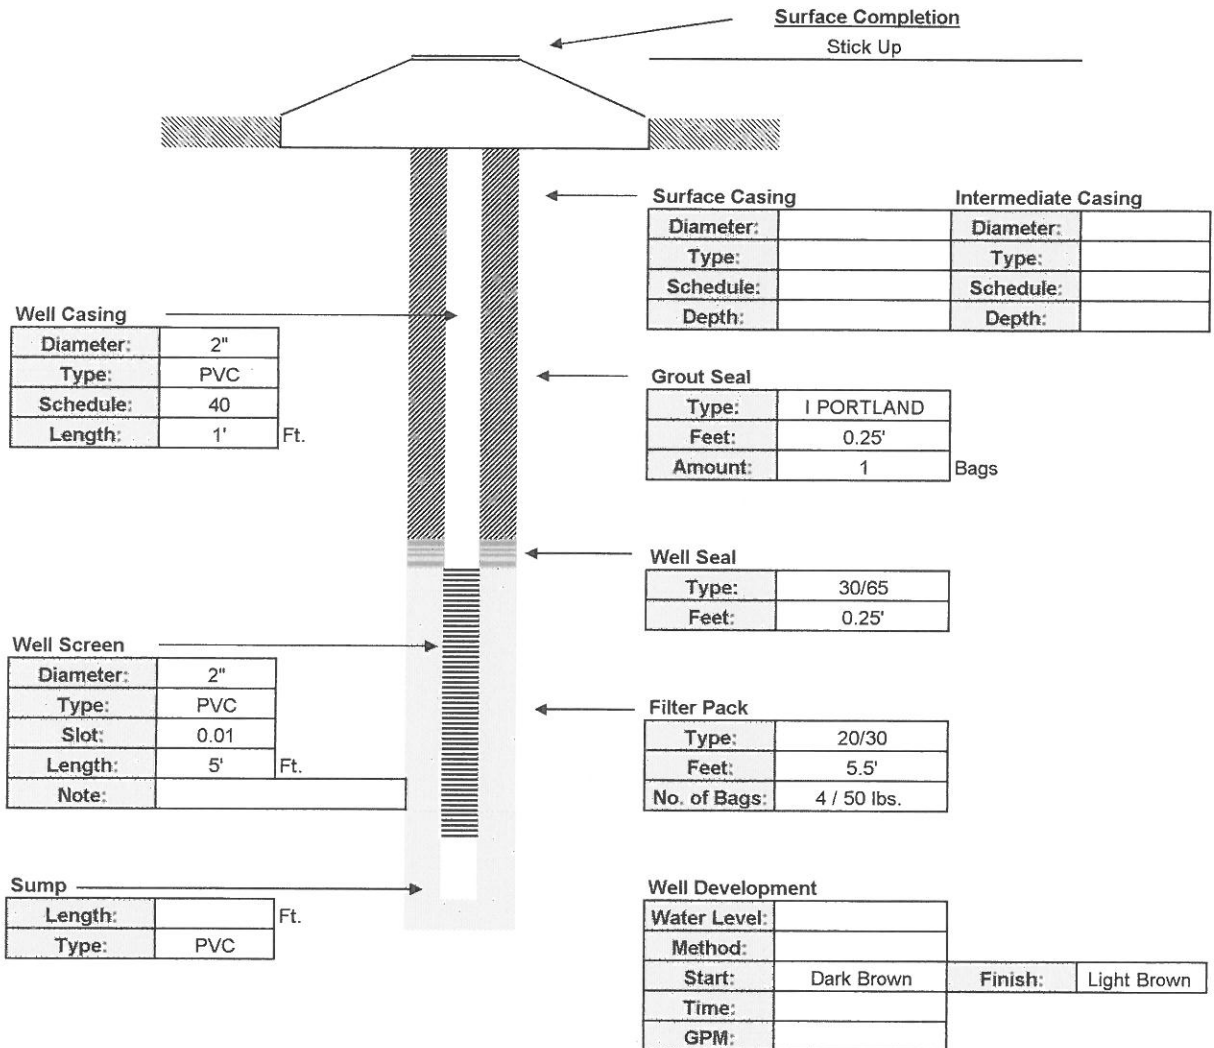 Surface Completion
Stick Up
Surface Casing
Diameter:
Type:
Schedule:
Depth:
Intermediate Casing
Diameter:
Type:
Schedule:
Depth:
Well Casing
Diameter: 2"
Type: PVC
Schedule: 40
Length: 1' Ft.
Grout Seal
Type: I PORTLAND
Feet: 0.25'
Amount: 1 Bags
Well Seal
Type: 30/65
Feet: 0.25'
Well Screen
Diameter: 2"
Type: PVC
Slot: 0.01
Length: 5' Ft.
Note:
Filter Pack
Type: 20/30
Feet: 5.5'
No. of Bags: 4 / 50 lbs.
Sump
Length: Ft.
Type: PVC
Well Development
Water Level:
Method:
Start: Dark Brown Finish: Light Brown
Time:
GPM: